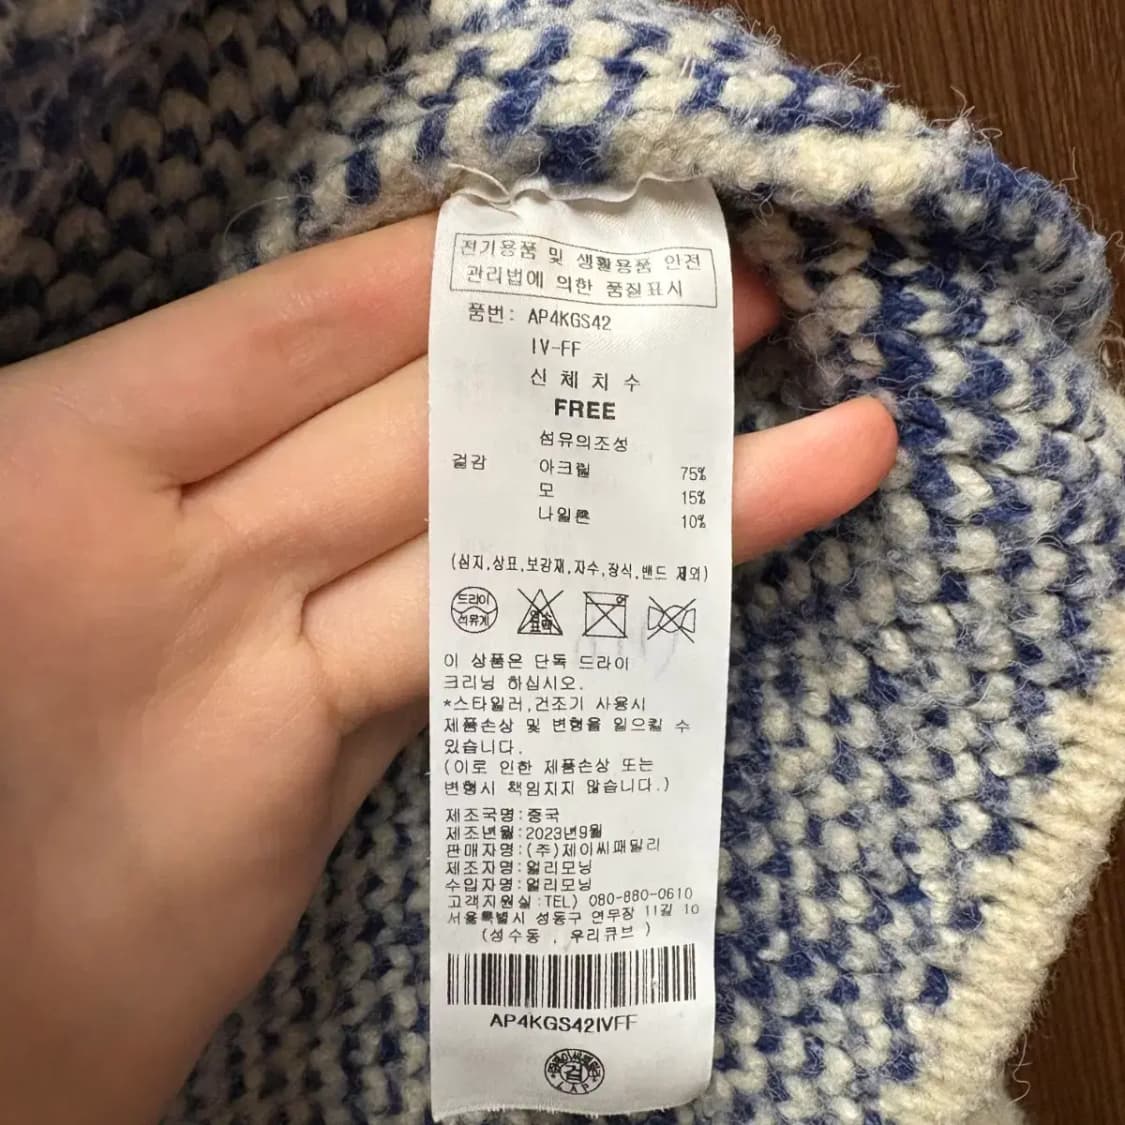 전기용품 및 생활용품 안전
관리법에 의한 품질표시
품번: AP4KGS42
IV-FF
신 체 치 수
FREE
섬유의조성
겉감 아크릴 75%
모 15%
나일론 10%
(심지,상표,보강재,자수,장식,밴드 제외)
드라이
석유계
염소
표백
이 상품은 단독 드라이
크리닝 하십시오.
*스타일러,건조기 사용시
제품손상 및 변형을 일으킬 수
있습니다.
(이로 인한 제품손상 또는
변형시 책임지지 않습니다.)
제조국명:중국
제조년월:2023년9월
판매자명:(주)제이씨패밀리
제조자명:얼리모닝
수입자명:얼리모닝
고객지원실:TEL) 080-880-0610
서울특별시 성동구 연무장 11길 10
(성수동 , 우리큐브 )
AP4KGS42IVFF
검
LAP